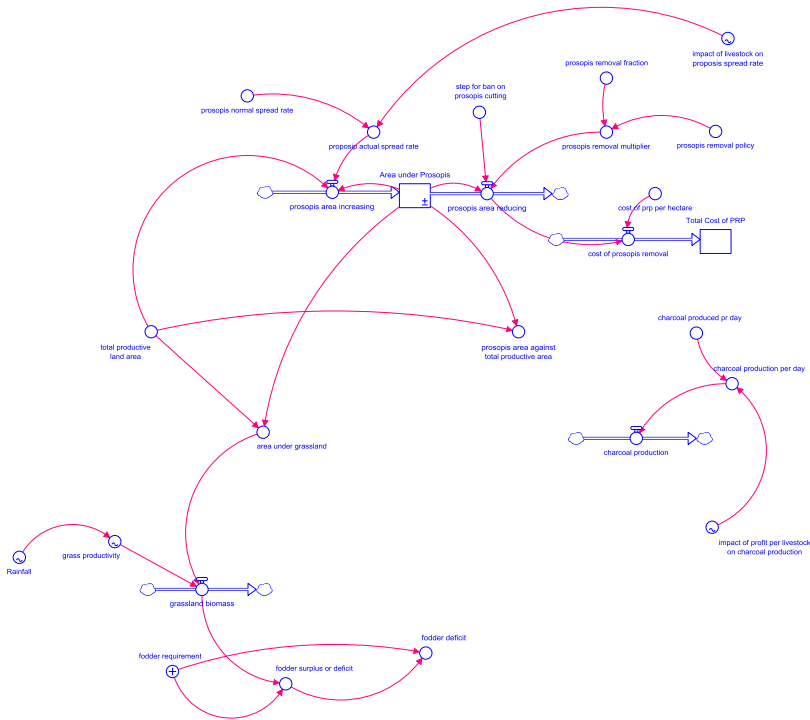 impact of livestock on
proposis spread rate
prosopis removal fraction
step for ban on
prosopis cutting
prosopis normal spread rate
proposip actual spread rate
prosopis removal multiplier
prosopis removal policy
Area under Prosopis
prosopis area increasing
prosopis area reducing
cost of prp per hectare
Total Cost of PRP
cost of prosopis removal
total productive
land area
prosopis area against
total productive area
charcoal produced pr day
charcoal production per day
area under grassland
charcoal production
impact of profit per livestock
on charcoal production
Rainfall
grass productivity
grassland biomass
fodder requirement
fodder deficit
fodder surplus or deficit